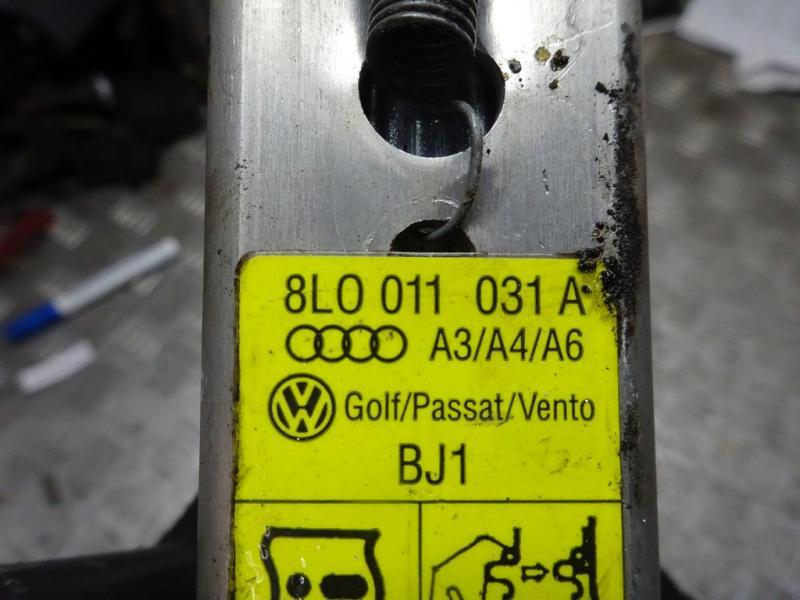 8L0 011 031 A
A3/A4/A6
Golf/Passat/Vento
BJ1